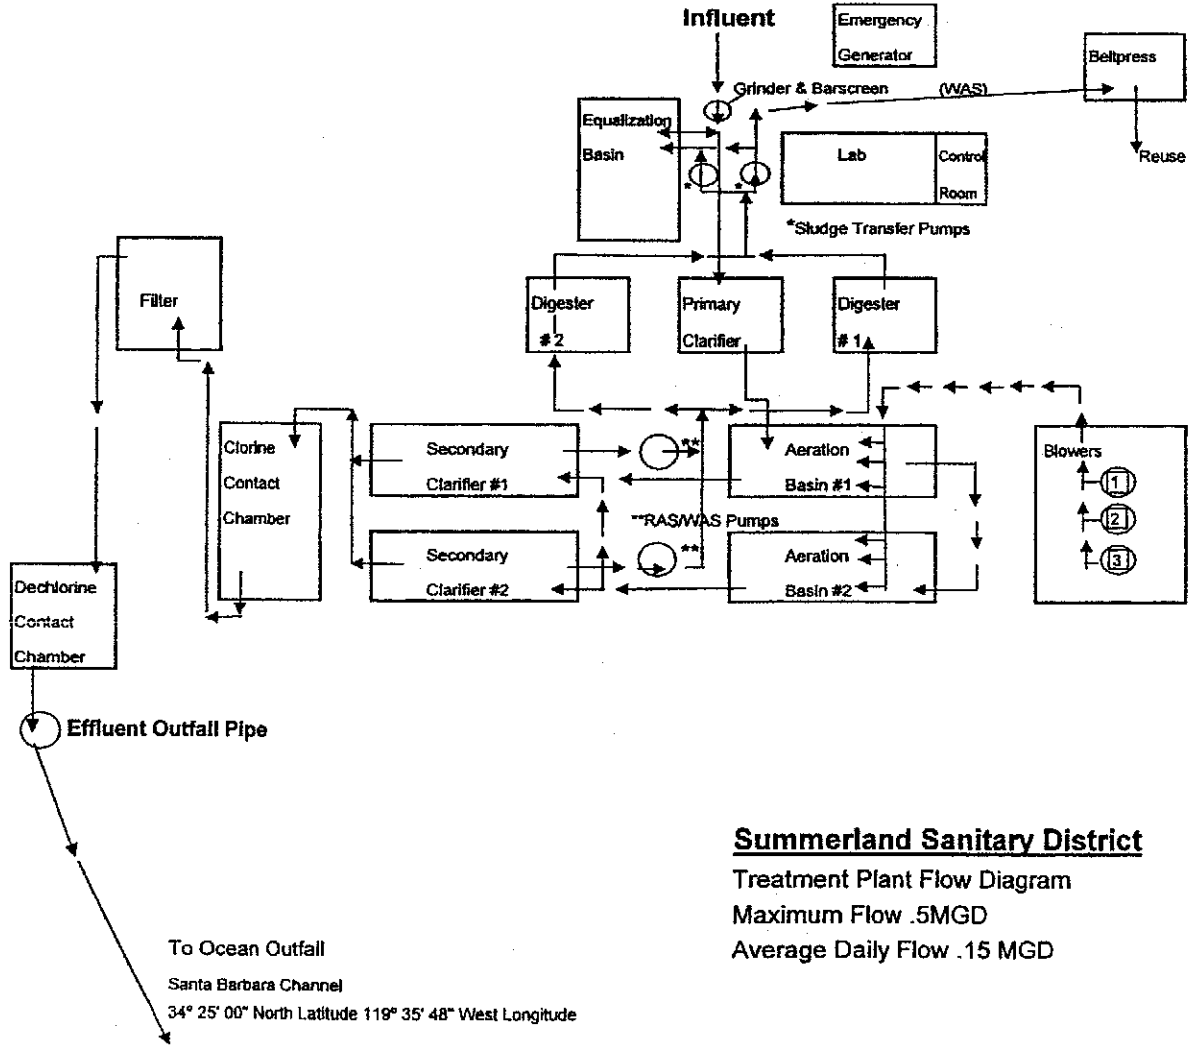 Influent
Emergency
Generator
Beltpress
Grinder & Barscreen
(WAS)
Equalization
Basin
Lab
Control
Room
Reuse
*
*
*Sludge Transfer Pumps
Filter
Digester
# 2
Primary
Clarifier
Digester
# 1
Clorine
Contact
Chamber
Secondary
Clarifier #1
**
Aeration
Basin #1
Blowers
1
2
3
**RAS/WAS Pumps
Secondary
Clarifier #2
**
Aeration
Basin #2
Dechlorine
Contact
Chamber
Effluent Outfall Pipe
Summerland Sanitary District
Treatment Plant Flow Diagram
Maximum Flow .5MGD
Average Daily Flow .15 MGD
To Ocean Outfall
Santa Barbara Channel
34° 25' 00" North Latitude 119° 35' 48" West Longitude